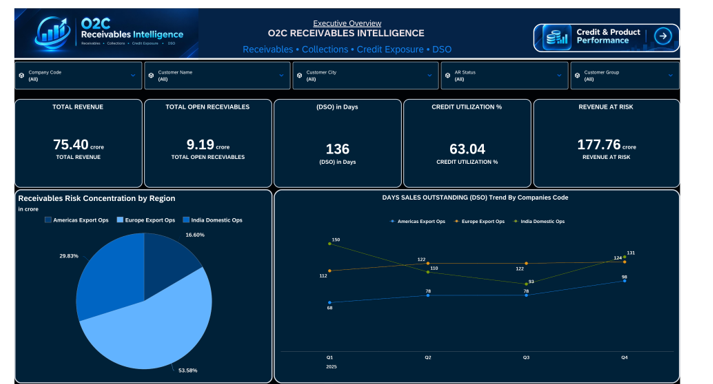 O2C
Receivables Intelligence
Receivables • Collections • Credit Exposure • DSO
Executive Overview
O2C RECEIVABLES INTELLIGENCE
Receivables • Collections • Credit Exposure • DSO
Credit & Product
Performance
Company Code
(All)
Customer Name
(All)
Customer City
(All)
AR Status
(All)
Customer Group
(All)
TOTAL REVENUE
75.40 crore
TOTAL REVENUE
TOTAL OPEN RECEVIABLES
9.19 crore
TOTAL OPEN RECEVIABLES
(DSO) in Days
136
(DSO) in Days
CREDIT UTILIZATION %
63.04
CREDIT UTILIZATION %
REVENUE AT RISK
177.76 crore
REVENUE AT RISK
Receivables Risk Concentration by Region
in crore
Americas Export Ops Europe Export Ops India Domestic Ops
16.60%
29.83%
53.58%
DAYS SALES OUTSTANDING (DSO) Trend By Companies Code
Americas Export Ops Europe Export Ops India Domestic Ops
150
131
122
124
112
110
122
98
93
78
78
68
Q1 Q2 Q3 Q4
2025